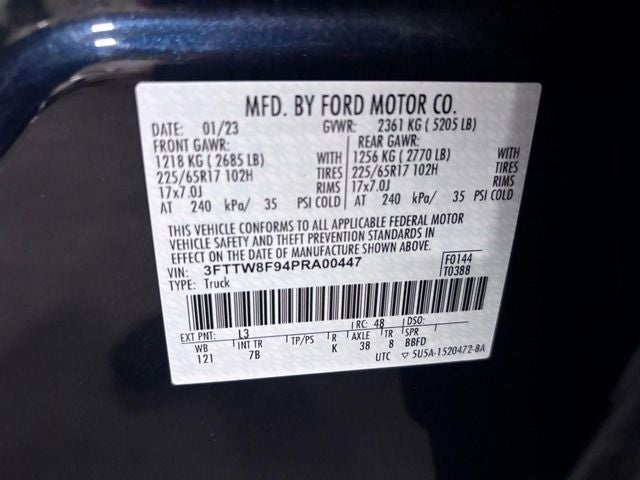 MFD. BY FORD MOTOR CO.
DATE: 01/23 GVWR: 2361 KG ( 5205 LB)
FRONT GAWR: REAR GAWR:
1218 KG ( 2685 LB) WITH 1256 KG ( 2770 LB) WITH
225/65R17 102H TIRES 225/65R17 102H TIRES
17x7.0J RIMS 17x7.0J RIMS
AT 240 kPa/ 35 PSI COLD AT 240 kPa/ 35 PSI COLD
THIS VEHICLE CONFORMS TO ALL APPLICABLE FEDERAL MOTOR
VEHICLE SAFETY AND THEFT PREVENTION STANDARDS IN
EFFECT ON THE DATE OF MANUFACTURE SHOWN ABOVE.
VIN: 3FTTW8F94PRA00447 F0144
TYPE: Truck T0388
EXT PNT: L3 RC: 48 DSO:
WB INT TR TP/PS R AXLE TR SPR
121 7B K 38 8 BBFD
UTC ▽ 5U5A-1520472-BA